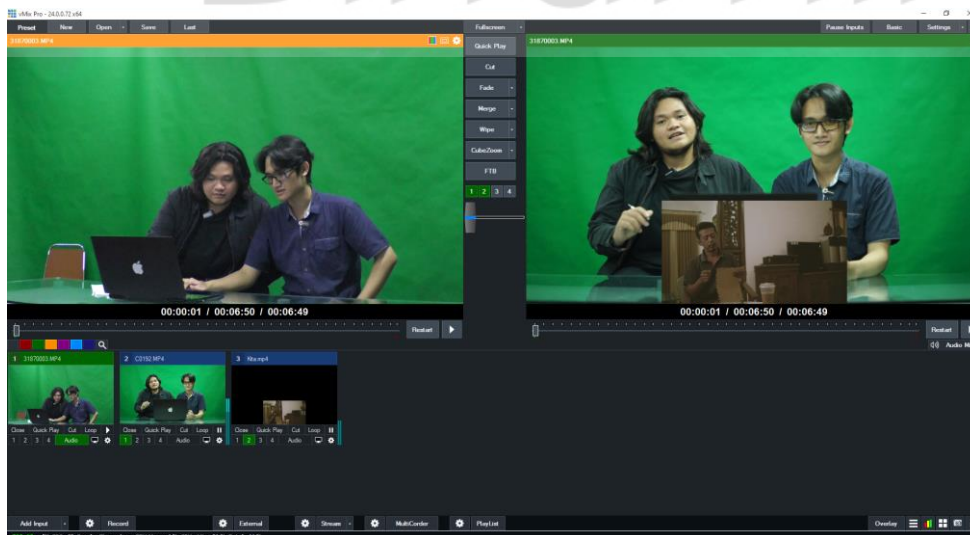 vMix Pro - 24.0.0.72 x64
Preset New Open Save Last Fullscreen Pause Inputs Basic Settings
31870003.MP4
31870003.MP4
Quick Play
Cut
Fade
Merge
Wipe
CubeZoom
FTB
1 2 3 4
00:00:01 / 00:06:50 / 00:06:49
00:00:01 / 00:06:50 / 00:06:49
Restart
Restart
Audio
1 31870003.MP4 2 C0192.MP4 3 Kita.mp4
Close Quick Play Cut Loop Close Quick Play Cut Loop Close Quick Play Cut Loop
1 2 3 4 Audio 1 2 3 4 Audio 1 2 3 4 Audio
Add Input Record External Stream MultiCorder PlayList Overlay